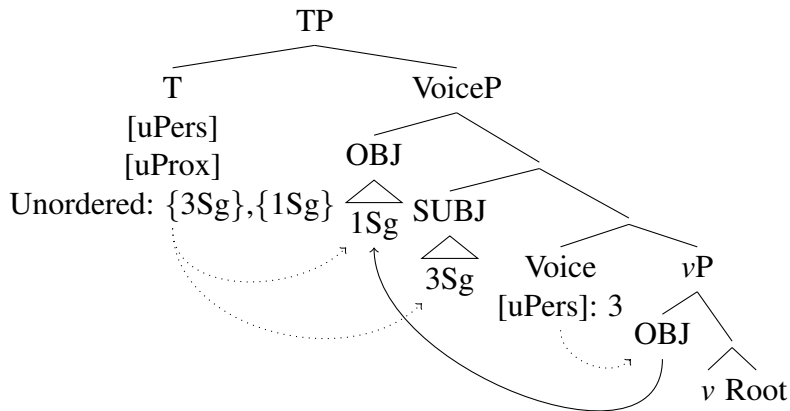 TP
T VoiceP
[uPers]
[uProx] OBJ
Unordered: {3Sg},{1Sg} 1Sg SUBJ
3Sg Voice vP
[uPers]: 3
OBJ
v Root